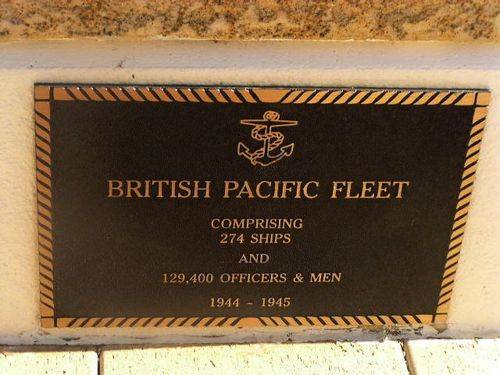 BRITISH PACIFIC FLEET
COMPRISING
274 SHIPS
AND
129,400 OFFICERS & MEN
1944 - 1945